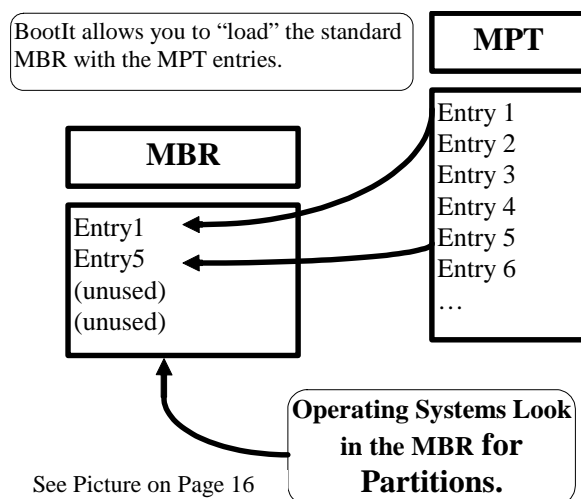 BootIt allows you to “load” the standard
MBR with the MPT entries.
MPT
Entry 1
Entry 2
Entry 3
Entry 4
Entry 5
Entry 6
…
MBR
Entry1
Entry5
(unused)
(unused)
Operating Systems Look
in the MBR for
Partitions.
See Picture on Page 16